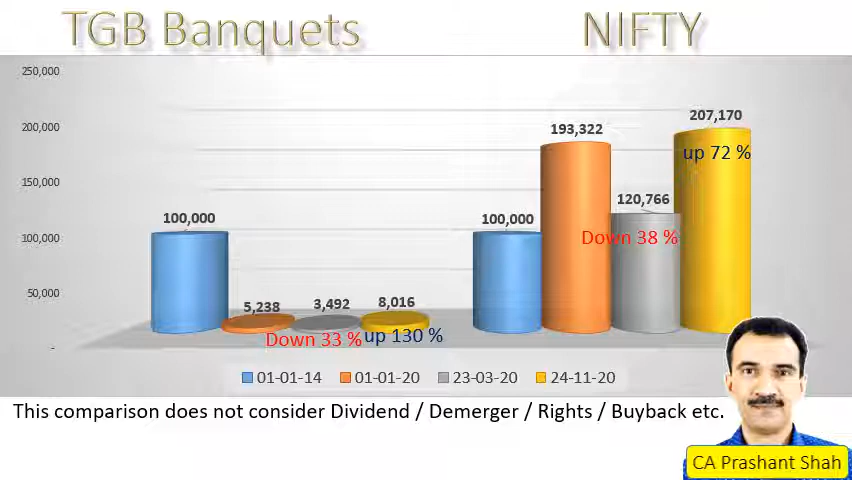 TGB Banquets NIFTY
250,000
200,000
150,000
100,000
50,000
-
100,000 5,238 3,492 8,016
Down 33 % up 130 %
100,000 193,322 120,766 207,170
Down 38 % up 72 %
01-01-14 01-01-20 23-03-20 24-11-20
This comparison does not consider Dividend / Demerger / Rights / Buyback etc.
CA Prashant Shah